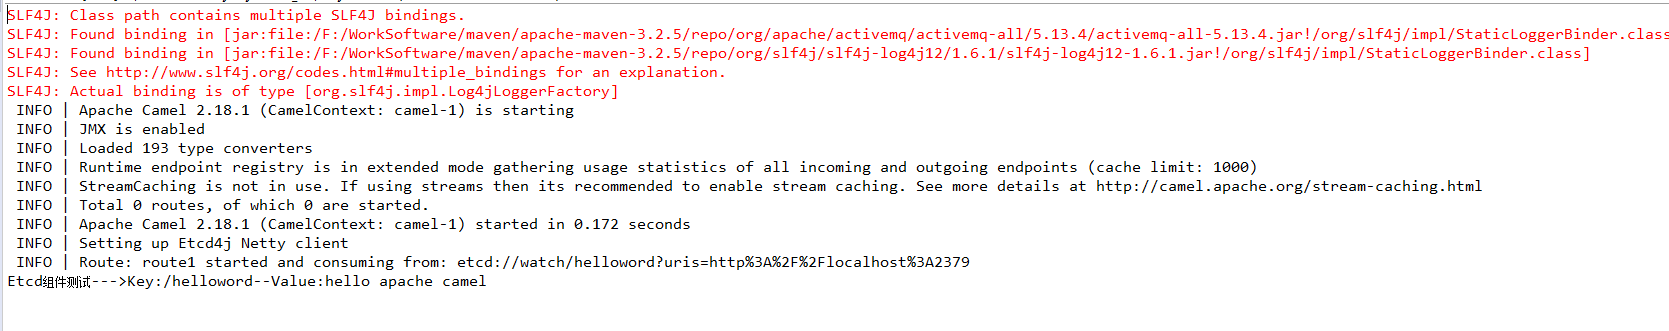 SLF4J: Class path contains multiple SLF4J bindings.
SLF4J: Found binding in [jar:file:/F:/WorkSoftware/maven/apache-maven-3.2.5/repo/org/apache/activemq/activemq-all/5.13.4/activemq-all-5.13.4.jar!/org/slf4j/impl/StaticLoggerBinder.class
SLF4J: Found binding in [jar:file:/F:/WorkSoftware/maven/apache-maven-3.2.5/repo/org/slf4j/slf4j-log4j12/1.6.1/slf4j-log4j12-1.6.1.jar!/org/slf4j/impl/StaticLoggerBinder.class]
SLF4J: See http://www.slf4j.org/codes.html#multiple_bindings for an explanation.
SLF4J: Actual binding is of type [org.slf4j.impl.Log4jLoggerFactory]
INFO | Apache Camel 2.18.1 (CamelContext: camel-1) is starting
INFO | JMX is enabled
INFO | Loaded 193 type converters
INFO | Runtime endpoint registry is in extended mode gathering usage statistics of all incoming and outgoing endpoints (cache limit: 1000)
INFO | StreamCaching is not in use. If using streams then its recommended to enable stream caching. See more details at http://camel.apache.org/stream-caching.html
INFO | Total 0 routes, of which 0 are started.
INFO | Apache Camel 2.18.1 (CamelContext: camel-1) started in 0.172 seconds
INFO | Setting up Etcd4j Netty client
INFO | Route: route1 started and consuming from: etcd://watch/helloword?uris=http%3A%2F%2Flocalhost%3A2379
Etcd组件测试--->Key:/helloword--Value:hello apache camel